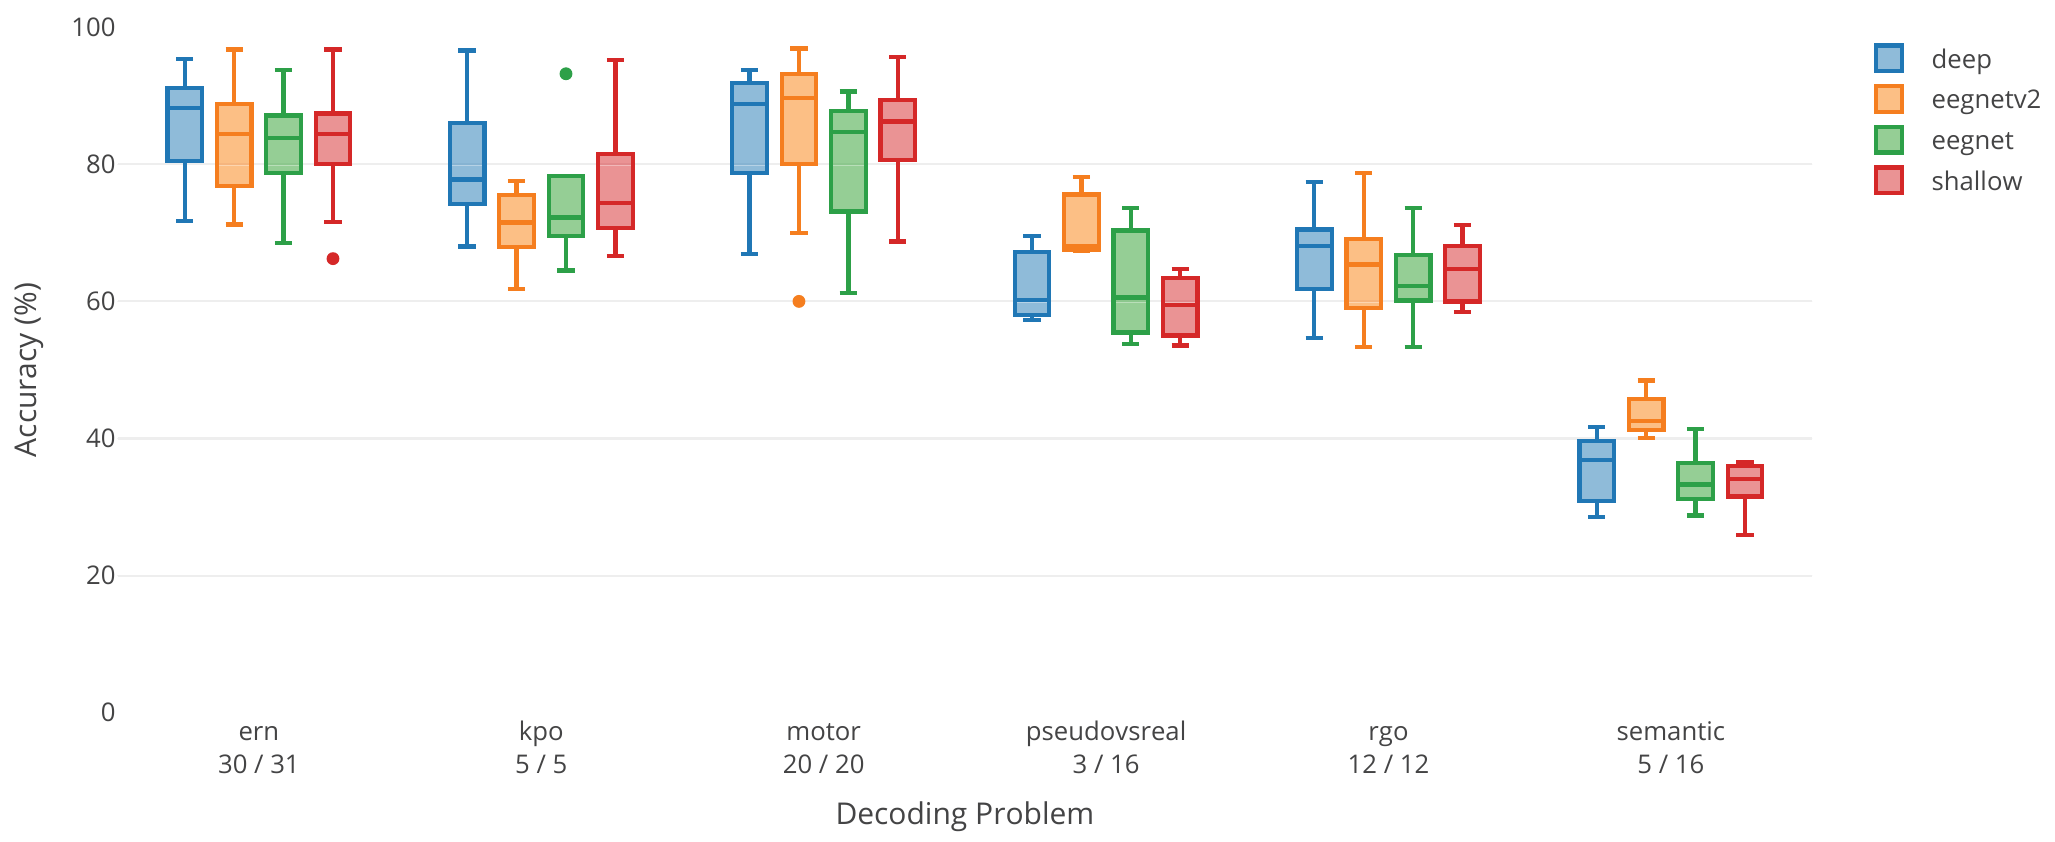 100
80
60
40
20
0
Accuracy (%)
ern
30 / 31
kpo
5 / 5
motor
20 / 20
pseudovsreal
3 / 16
rgo
12 / 12
semantic
5 / 16
Decoding Problem
deep
eegnetv2
eegnet
shallow